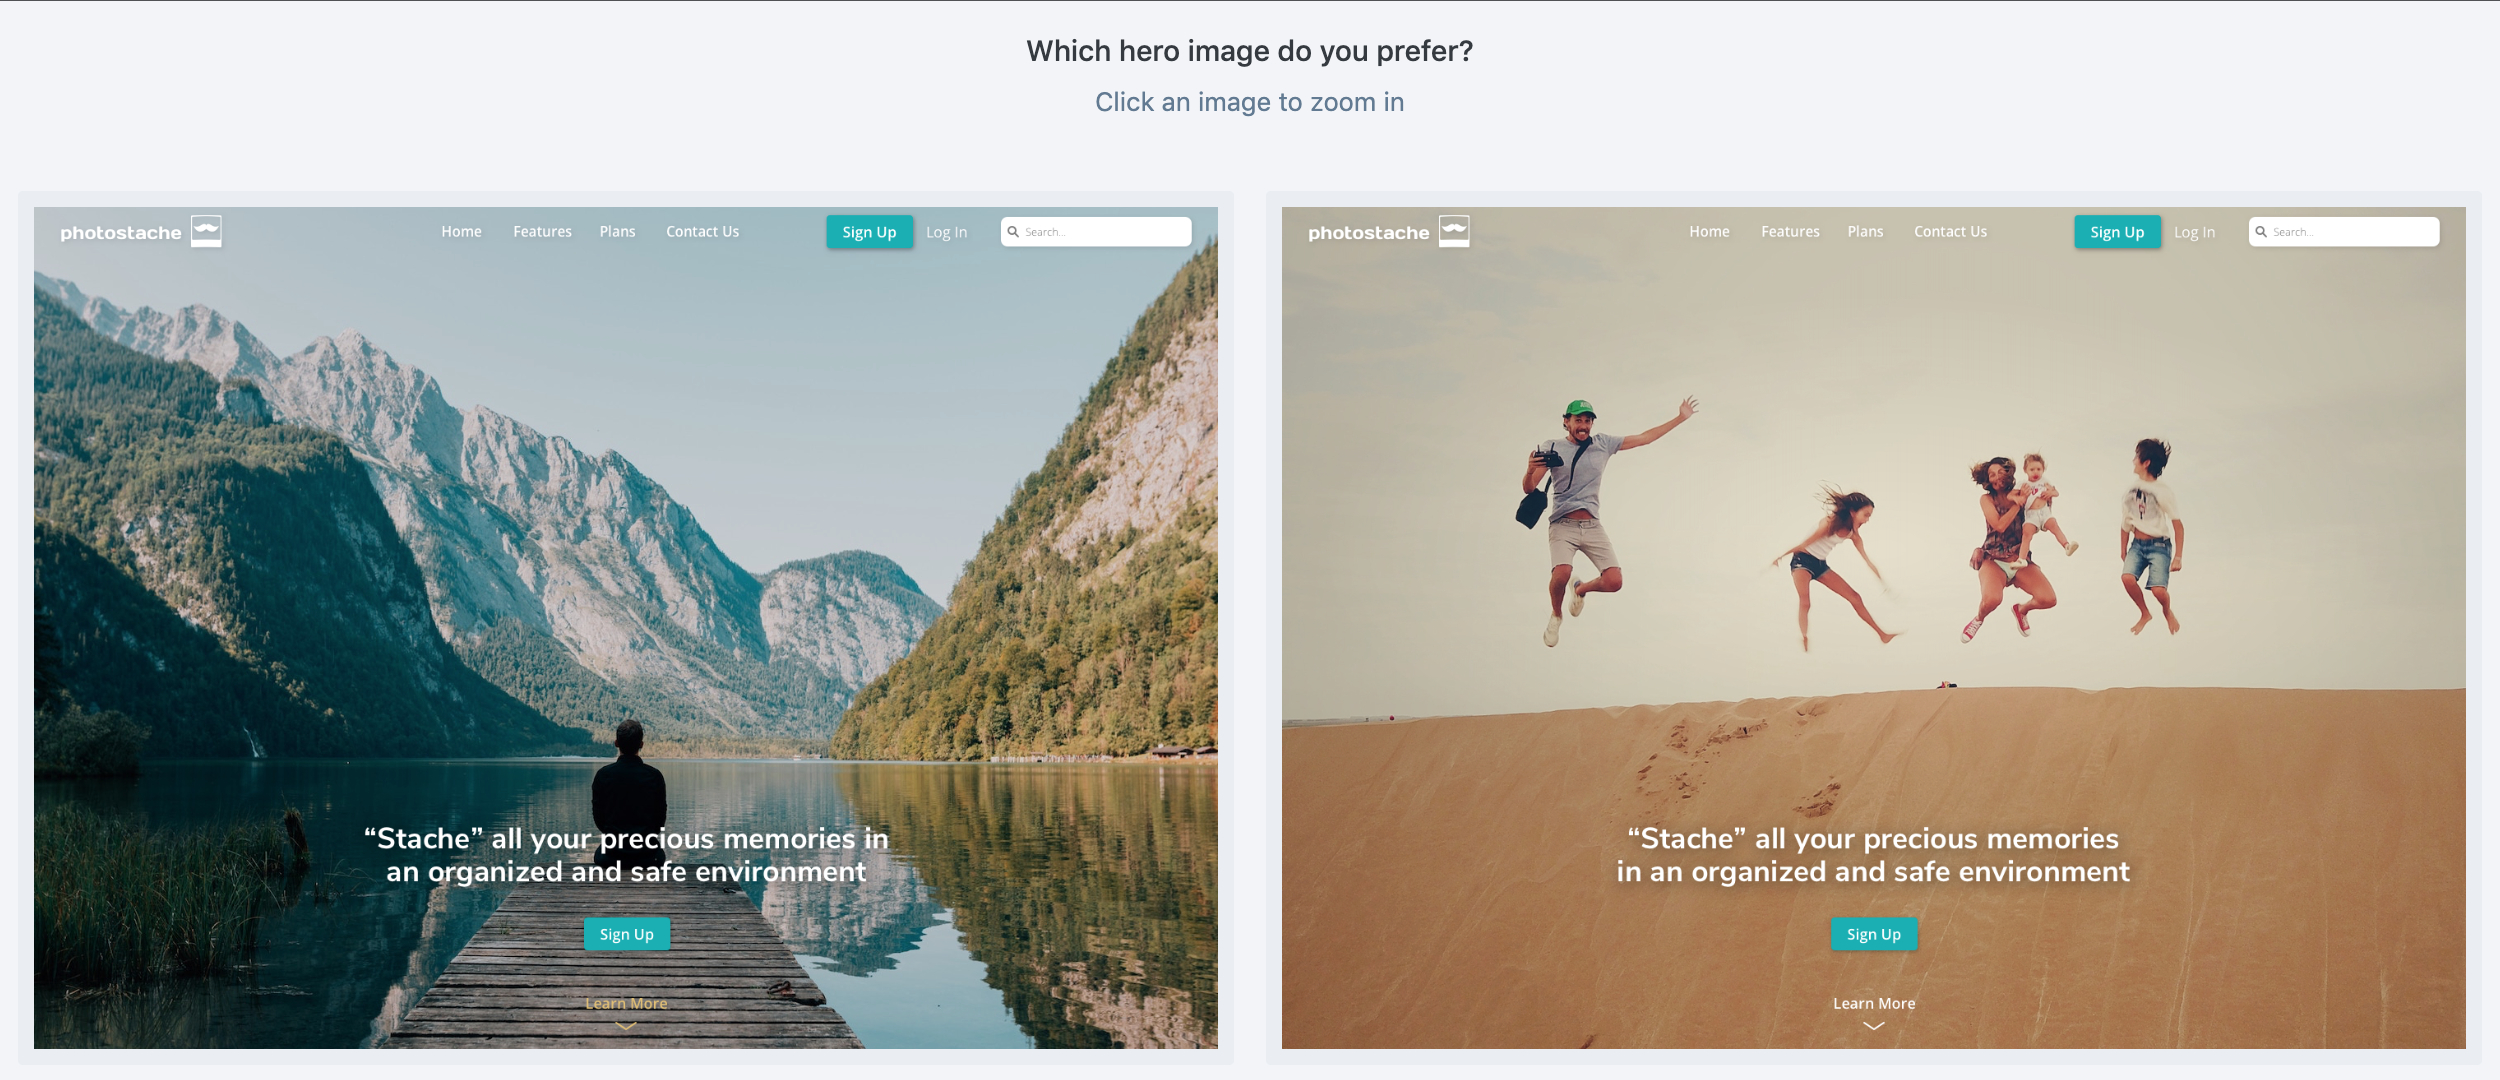 Which hero image do you prefer?
Click an image to zoom in
photostache
Home Features Plans Contact Us Sign Up Log In Search...
“Stache” all your precious memories in
an organized and safe environment
Sign Up
Learn More
photostache
Home Features Plans Contact Us Sign Up Log In Search...
“Stache” all your precious memories
in an organized and safe environment
Sign Up
Learn More